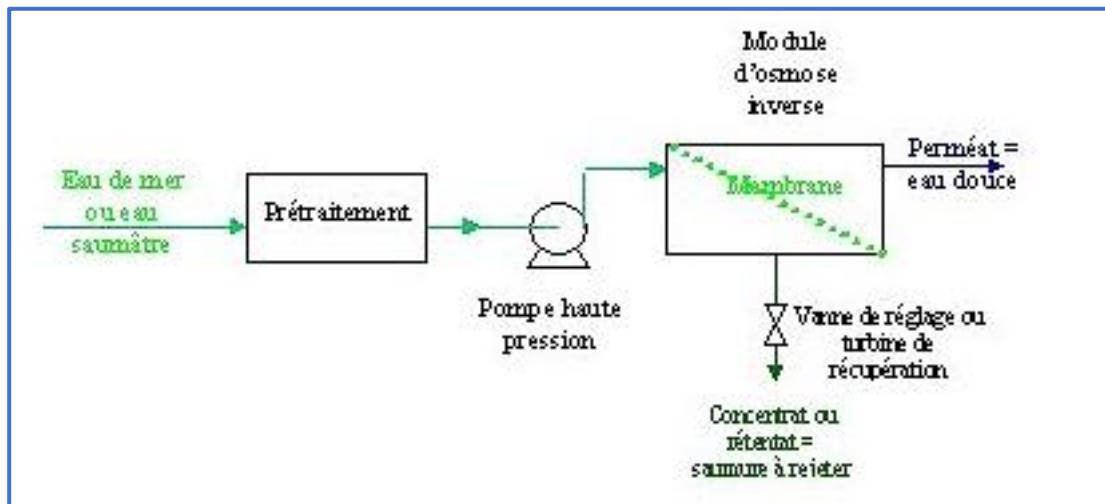 Module
d'osmose
inverse
Eau de mer
ou eau
saumâtre
Prétraitement
Pompe haute
pression
Mambrane
Perméat =
eau douce
Vanne de réglage ou
turbine de
récupération
Concentrat ou
rétentat =
saumure à rejeter